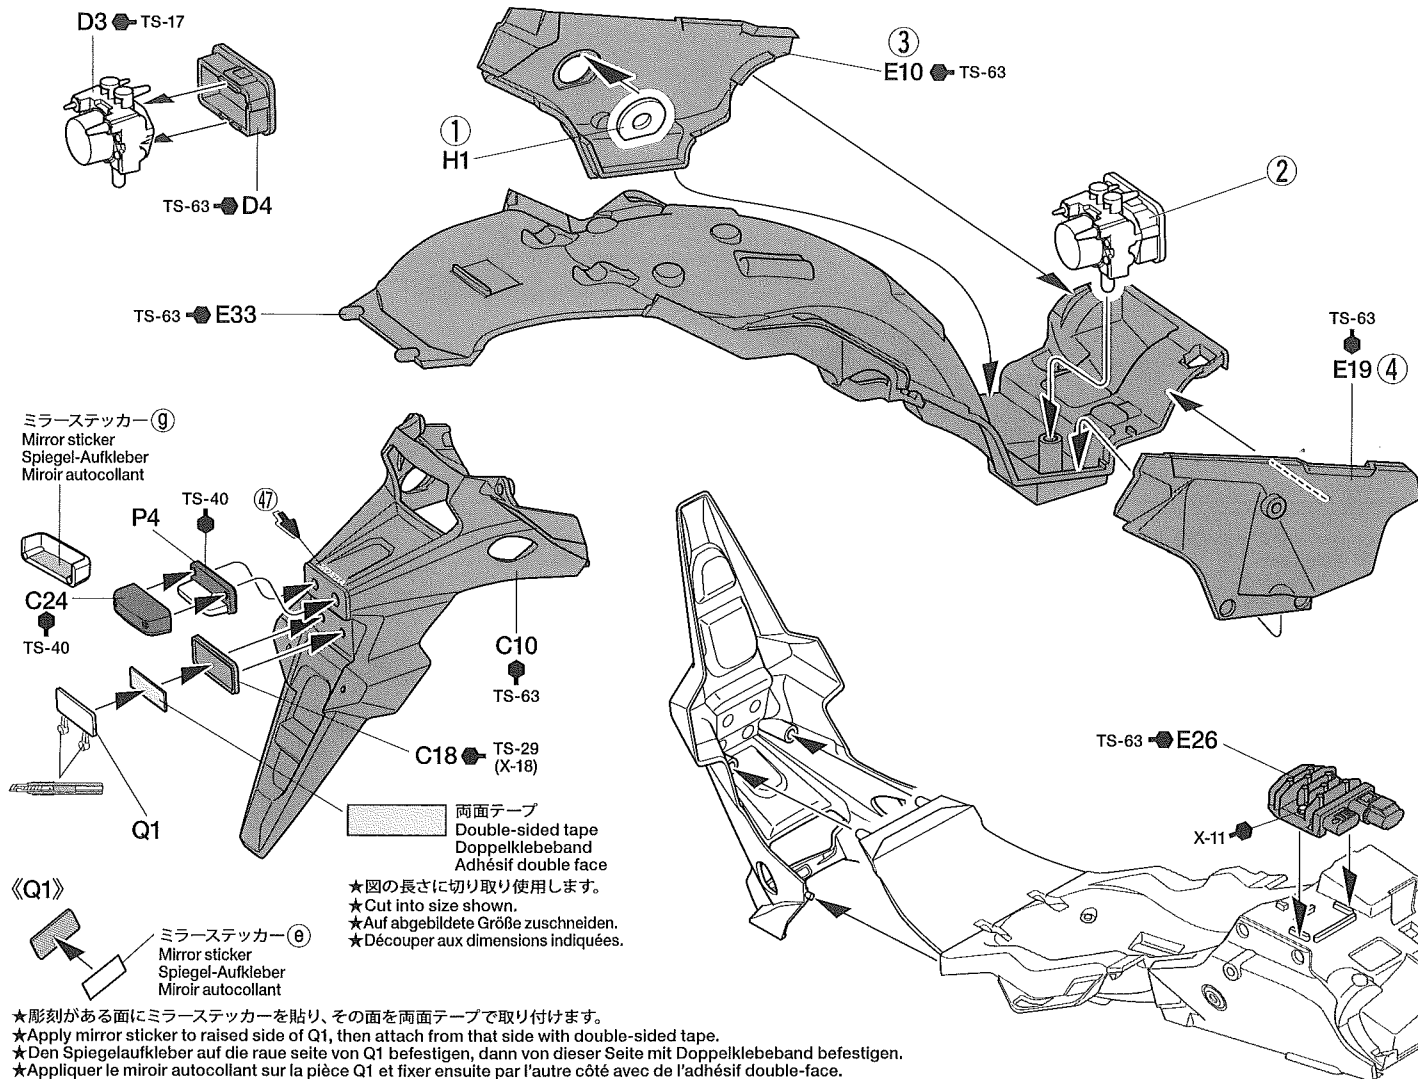 D3 TS-17
TS-63 D4
③
E10 TS-63
①
H1
②
TS-63 E33
TS-63
E19 ④
ミラーステッカー ⓖ
Mirror sticker
Spiegel-Aufkleber
Miroir autocollant
TS-40
P4
㊼
C24
TS-40
C10
TS-63
C18 TS-29
(X-18)
Q1
両面テープ
Double-sided tape
Doppelklebeband
Adhésif double face
★図の長さに切り取り使用します。
★Cut into size shown.
★Auf abgebildete Größe zuschneiden.
★Découper aux dimensions indiquées.
TS-63 E26
X-11
《Q1》
ミラーステッカー ⓔ
Mirror sticker
Spiegel-Aufkleber
Miroir autocollant
★彫刻がある面にミラーステッカーを貼り、その面を両面テープで取り付けます。
★Apply mirror sticker to raised side of Q1, then attach from that side with double-sided tape.
★Den Spiegelaufkleber auf die raue seite von Q1 befestigen, dann von dieser Seite mit Doppelklebeband befestigen.
★Appliquer le miroir autocollant sur la pièce Q1 et fixer ensuite par l'autre côté avec de l'adhésif double-face.